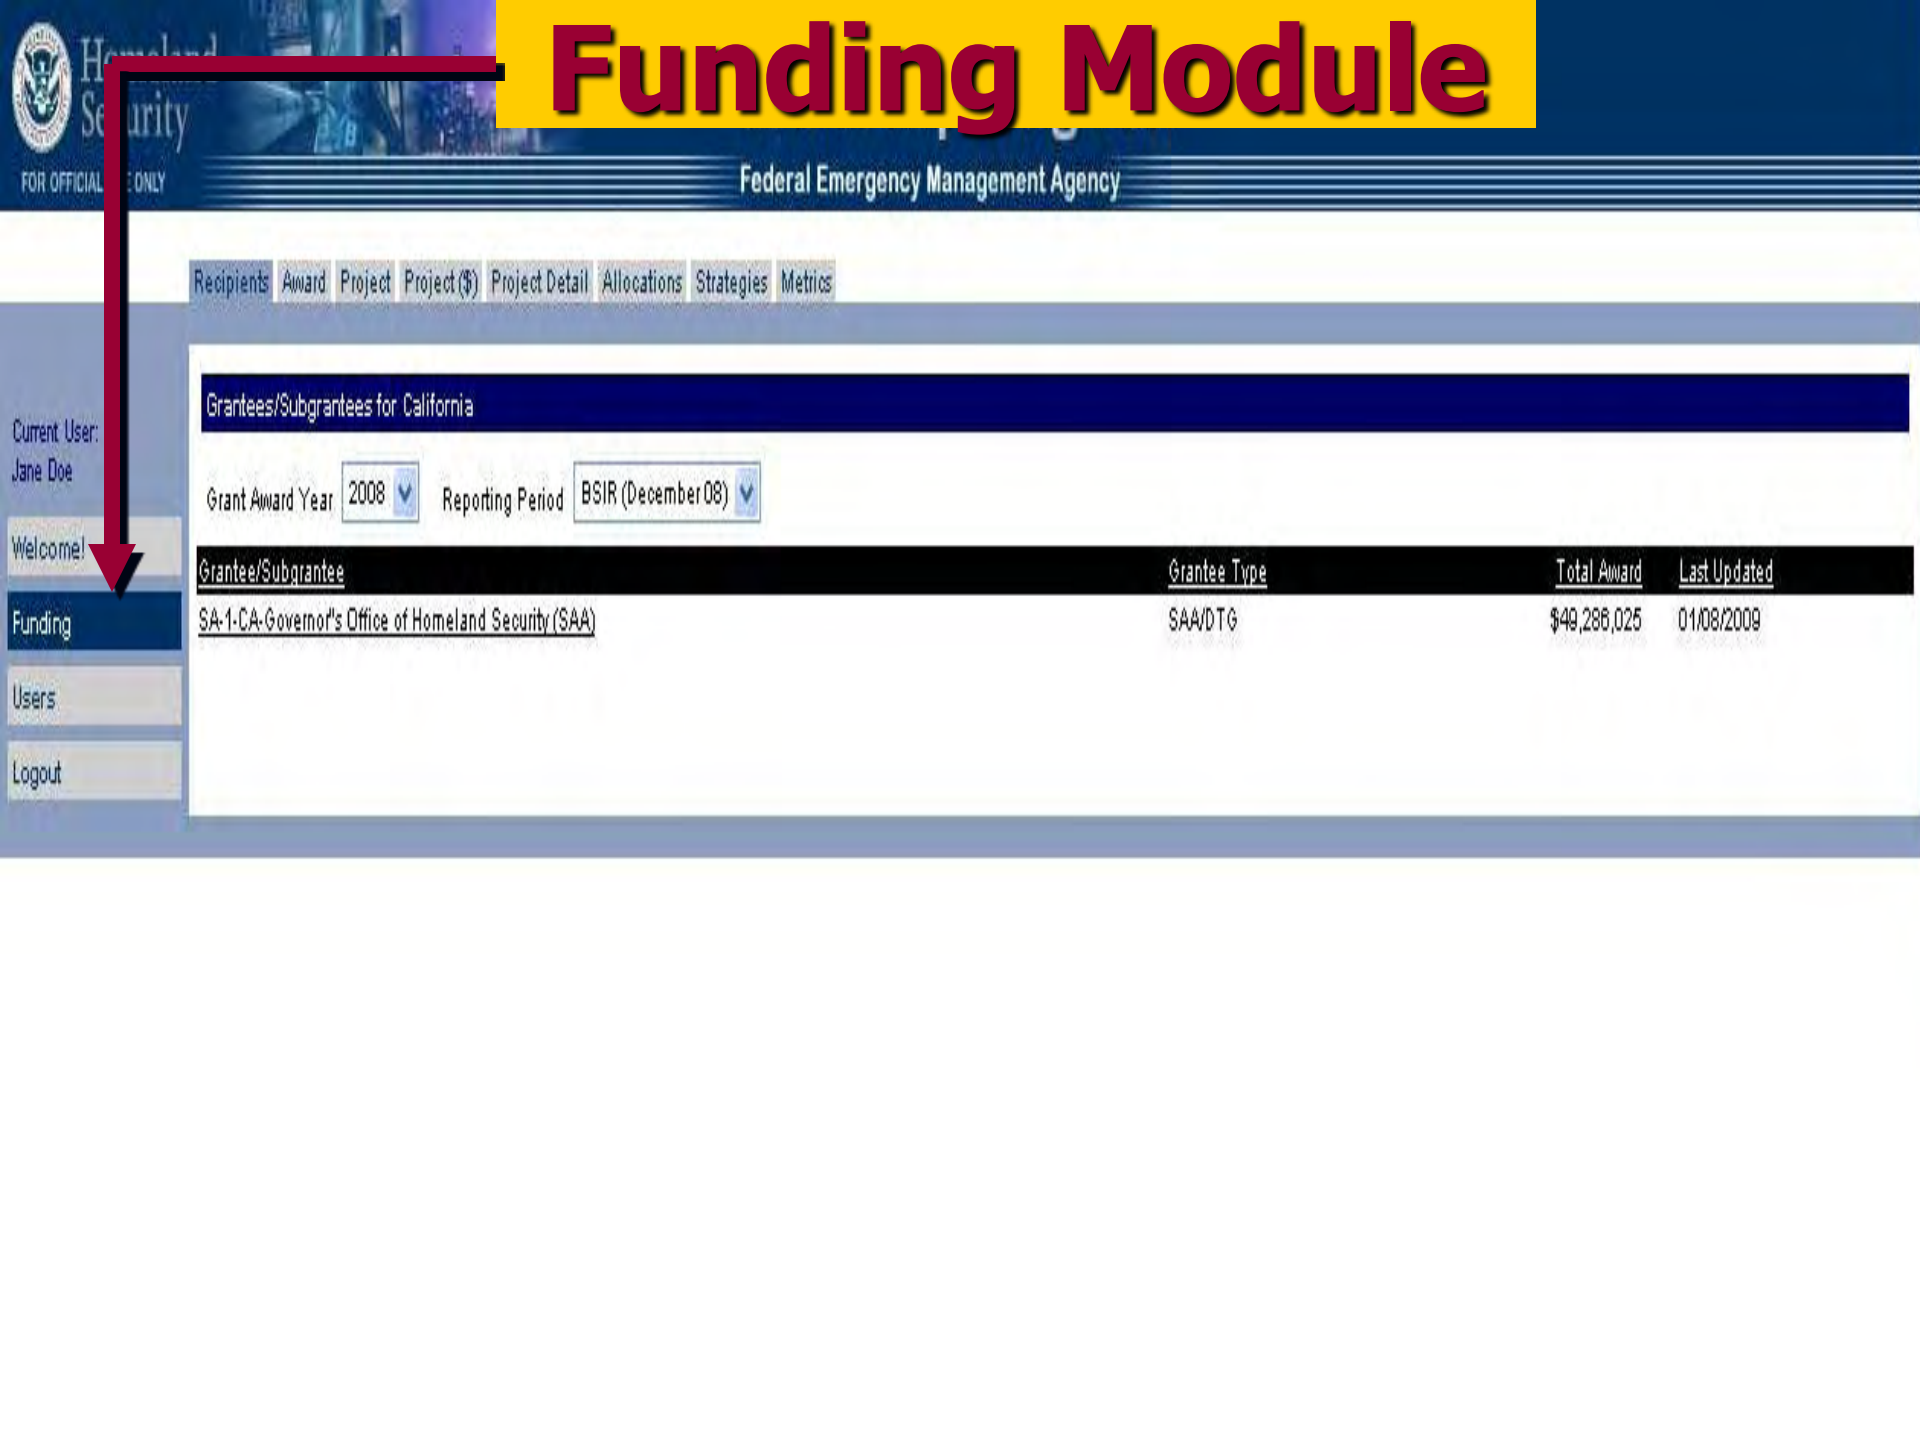 Funding Module
Homeland
Security
FOR OFFICIAL USE ONLY
Federal Emergency Management Agency
Recipients Award Project Project ($) Project Detail Allocations Strategies Metrics
Grantees/Subgrantees for California
Current User:
Jane Doe
Grant Award Year 2008 Reporting Period BSIR (December 08)
Welcome!
Grantee/Subgrantee Grantee Type Total Award Last Updated
Funding
SA-1-CA-Governor"s Office of Homeland Security (SAA) SAA/DTG $49,286,025 01/08/2009
Users
Logout